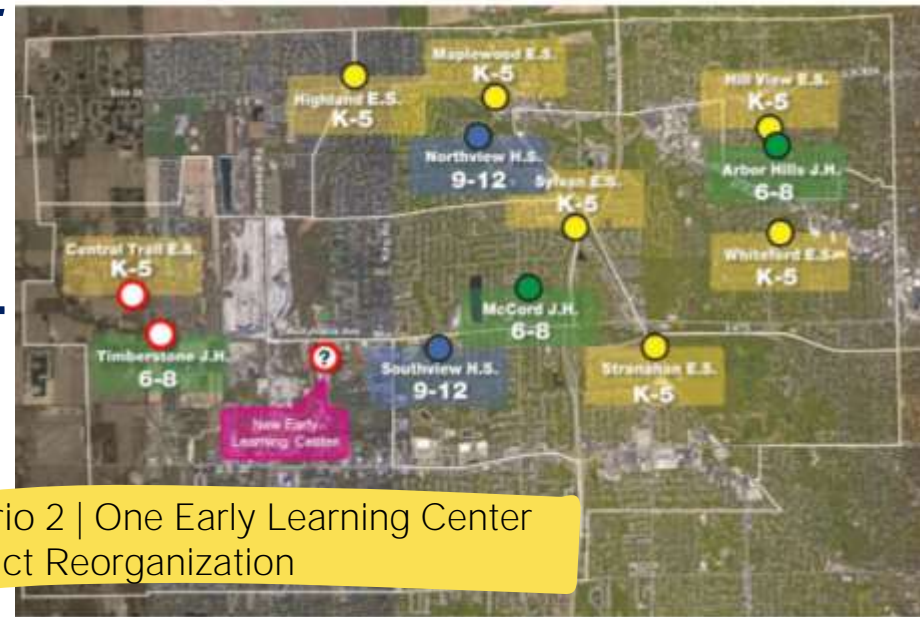 Maplewood E.S.
K-5
Highland E.S.
K-5
Hill View E.S.
K-5
Northview H.S.
9-12
Arbor Hills J.H.
6-8
Sylvan E.S.
K-5
Central Trail E.S.
K-5
Whiteford E.S.
K-5
McCord J.H.
6-8
Timberstone J.H.
6-8
?
Southview H.S.
9-12
Stranahan E.S.
K-5
New Early
Learning Center
rio 2 | One Early Learning Center
ct Reorganization